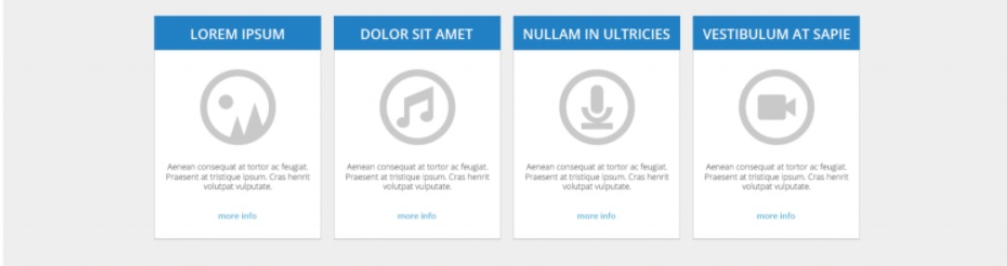 LOREM IPSUM
Aenean consequat at tortor ac feugiat.
Praesent at tristique ipsum. Cras henrit
volutpat vulputate.
more info
DOLOR SIT AMET
Aenean consequat at tortor ac feugiat.
Praesent at tristique ipsum. Cras henrit
volutpat vulputate.
more info
NULLAM IN ULTRICIES
Aenean consequat at tortor ac feugiat.
Praesent at tristique ipsum. Cras henrit
volutpat vulputate.
more info
VESTIBULUM AT SAPIE
Aenean consequat at tortor ac feugiat.
Praesent at tristique ipsum. Cras henrit
volutpat vulputate.
more info